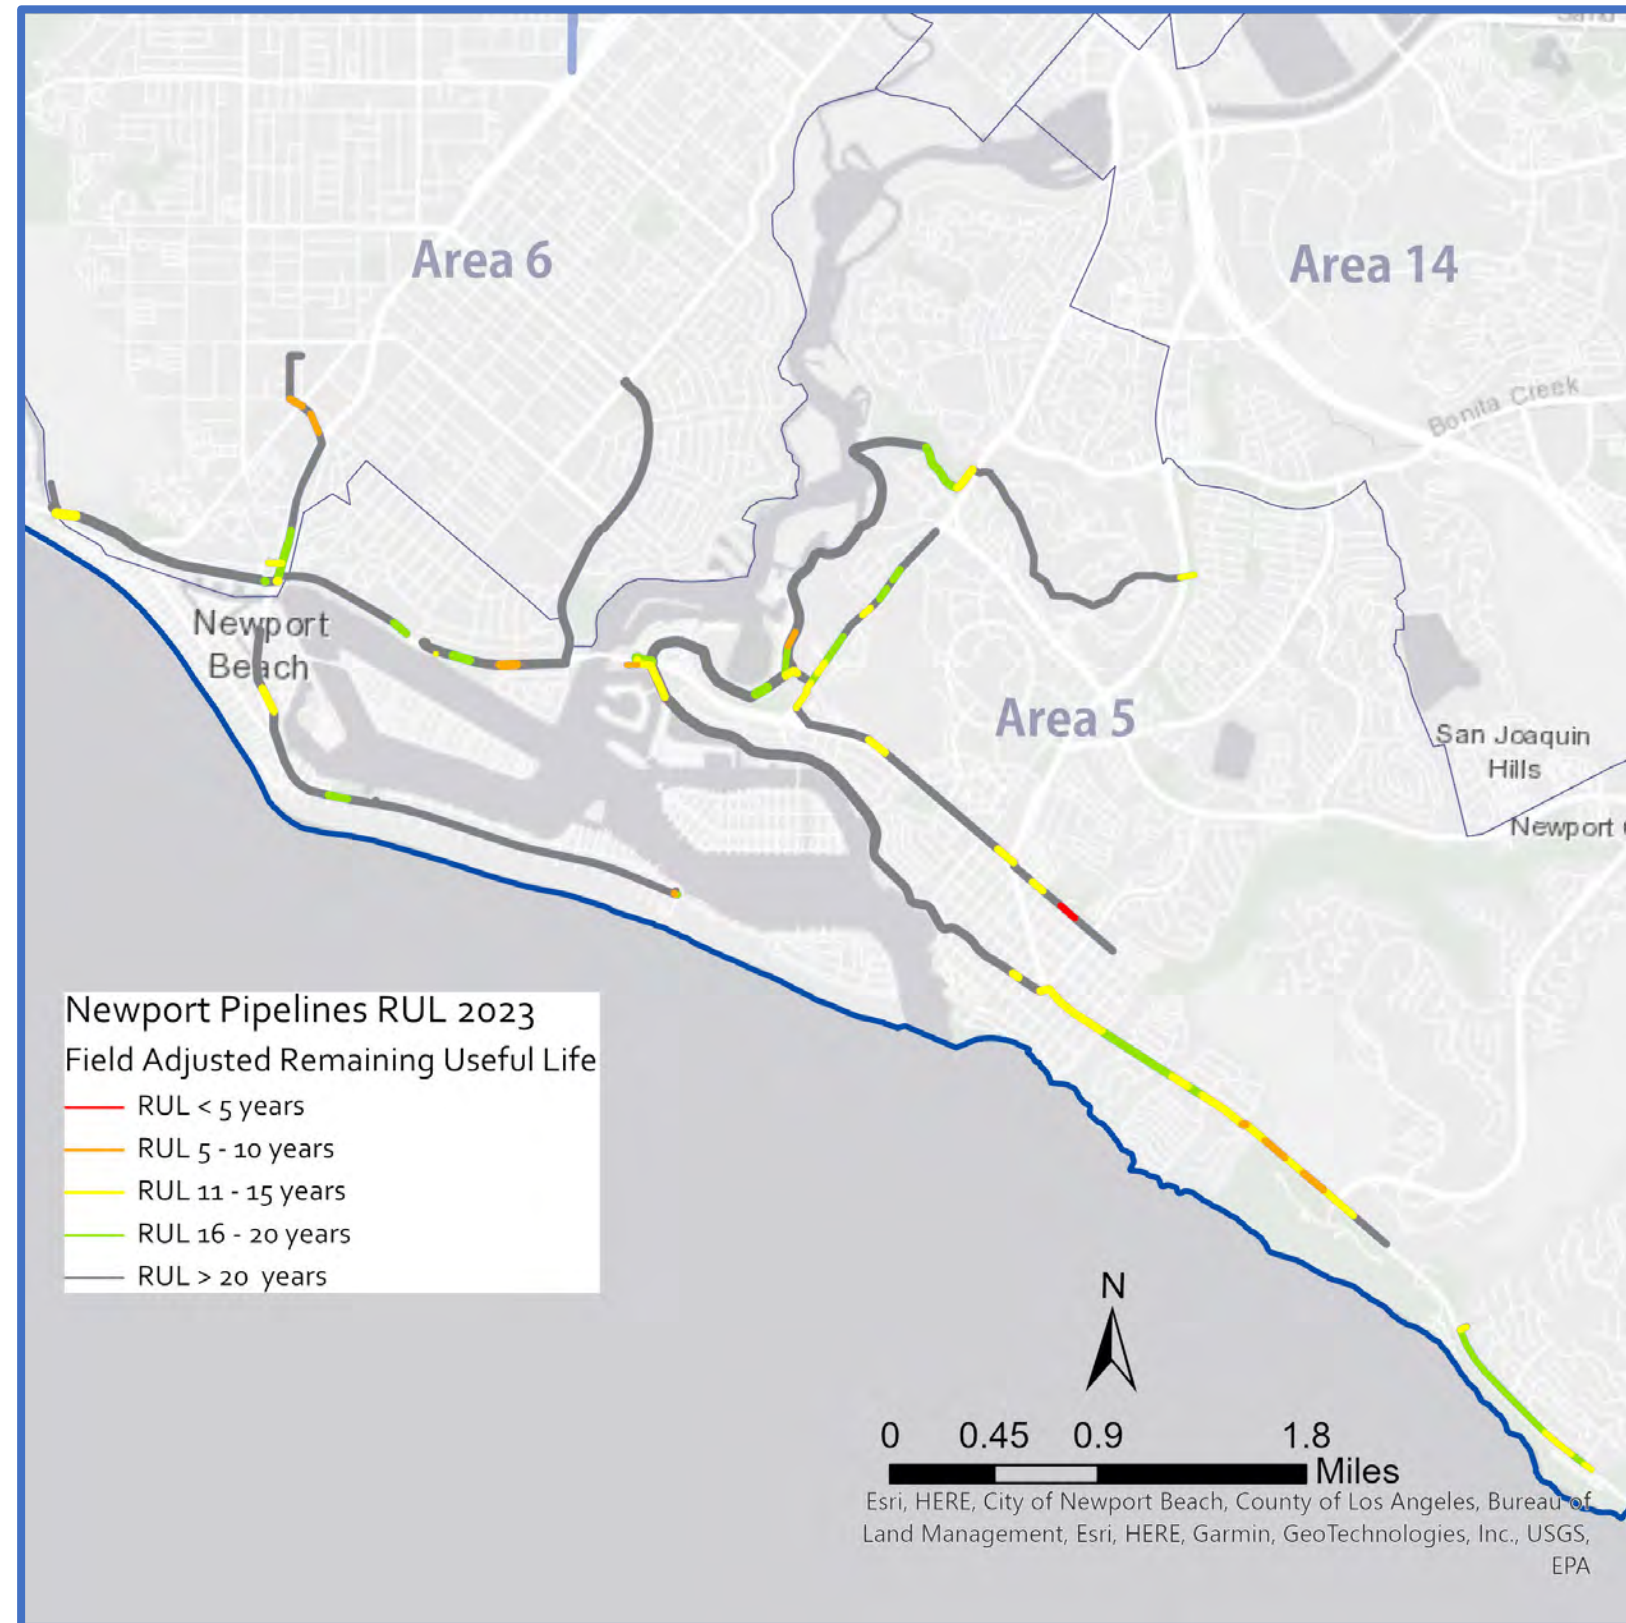 Area 6
Area 14
Bonita Creek
Newport
Beach
Area 5
San Joaquin
Hills
Newport
Newport Pipelines RUL 2023
Field Adjusted Remaining Useful Life
RUL < 5 years
RUL 5 - 10 years
RUL 11 - 15 years
RUL 16 - 20 years
RUL > 20 years
N
0 0.45 0.9 1.8
Miles
Esri, HERE, City of Newport Beach, County of Los Angeles, Bureau of
Land Management, Esri, HERE, Garmin, GeoTechnologies, Inc., USGS,
EPA